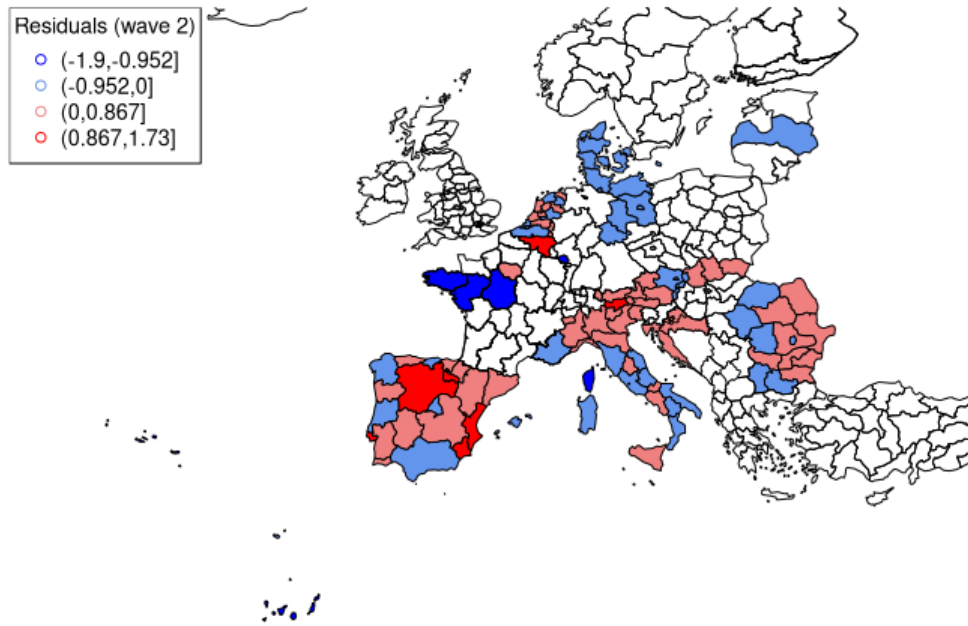 Residuals (wave 2)
(-1.9,-0.952]
(-0.952,0]
(0,0.867]
(0.867,1.73]